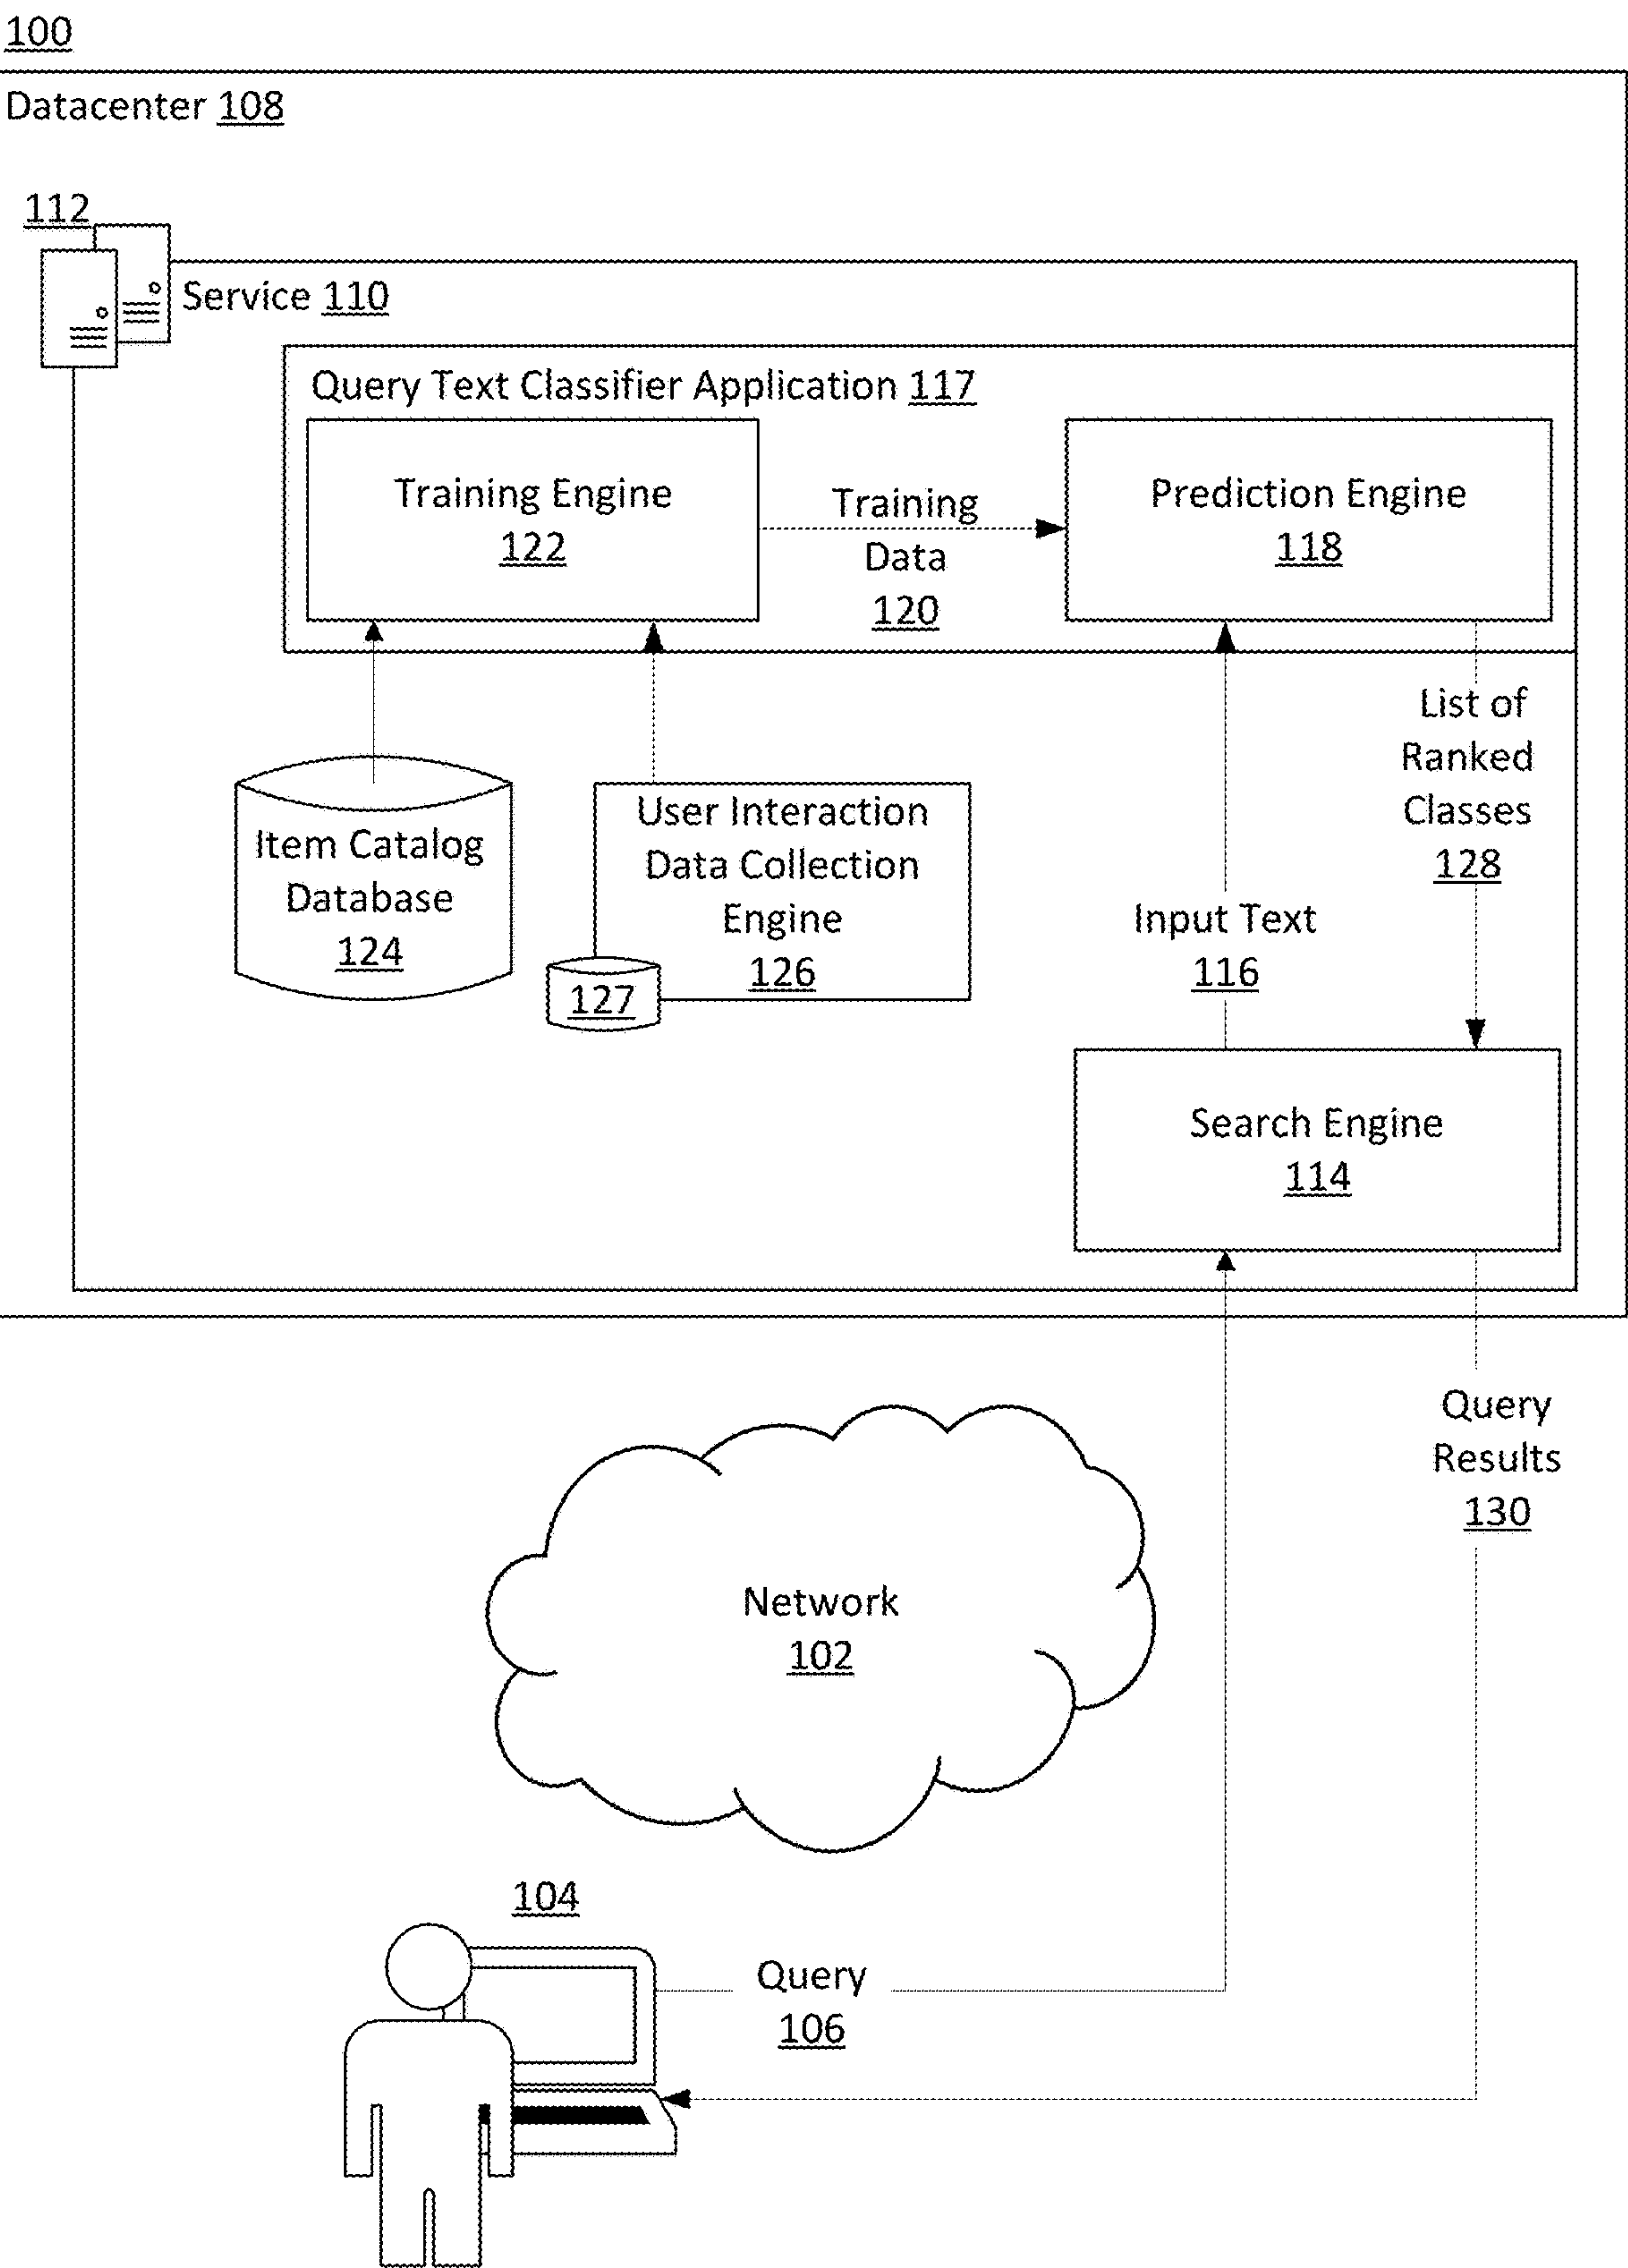 100
Datacenter 108
112
Service 110
Query Text Classifier Application 117
Training Engine
122
Training
Data
120
Prediction Engine
118
List of
Ranked
Classes
128
Item Catalog
Database
124
User Interaction
Data Collection
Engine
126
127
Input Text
116
Search Engine
114
Query
Results
130
Network
102
104
Query
106